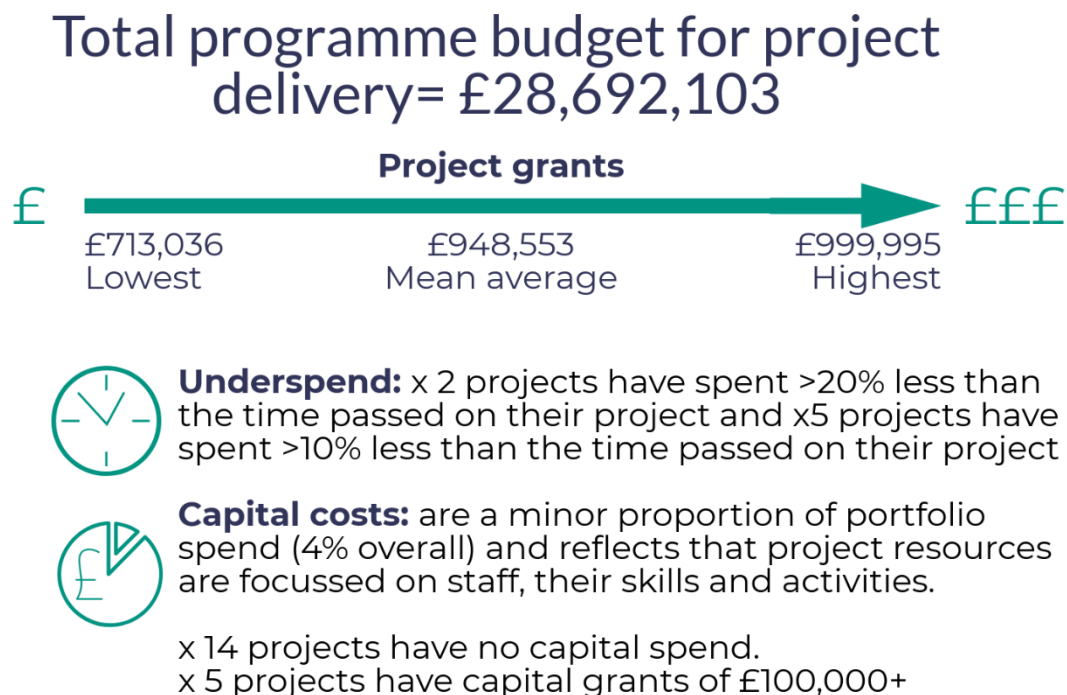 Total programme budget for project
delivery= £28,692,103
Project grants
£
£££
£713,036
Lowest
£948,553
Mean average
£999,995
Highest
Underspend: x 2 projects have spent >20% less than
the time passed on their project and x5 projects have
spent >10% less than the time passed on their project
£
Capital costs: are a minor proportion of portfolio
spend (4% overall) and reflects that project resources
are focussed on staff, their skills and activities.
x 14 projects have no capital spend.
x 5 projects have capital grants of £100,000+